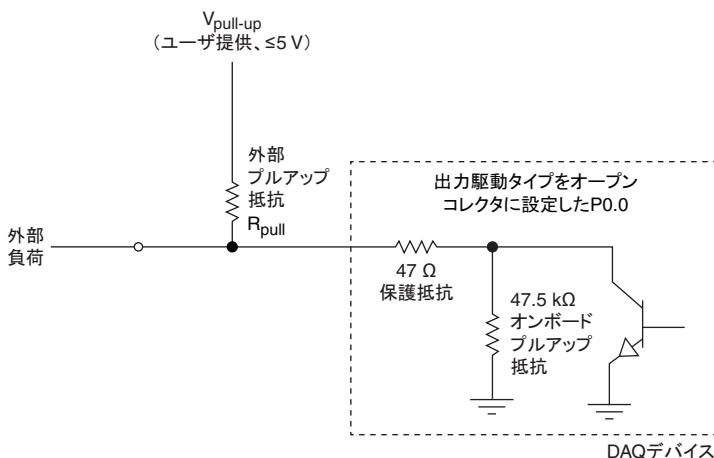 Vpull-up
(ユーザ提供、≤5 V)
外部
プルアップ
抵抗
Rpull
出力駆動タイプをオープン
コレクタに設定したP0.0
外部
負荷
47 Ω
保護抵抗
47.5 kΩ
オンボード
プルアップ
抵抗
DAQデバイス